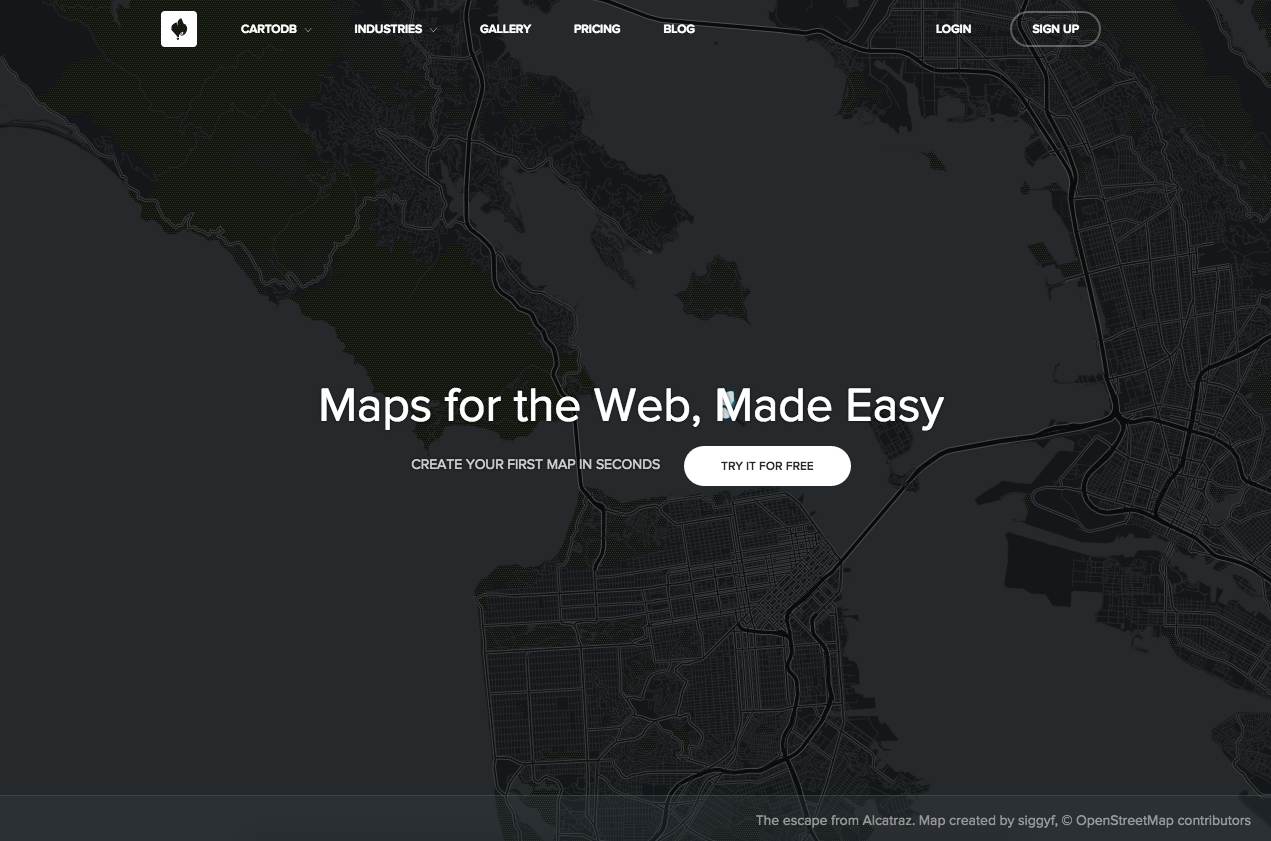 CARTODB INDUSTRIES GALLERY PRICING BLOG LOGIN SIGN UP
Maps for the Web, Made Easy
CREATE YOUR FIRST MAP IN SECONDS TRY IT FOR FREE
The escape from Alcatraz. Map created by siggyf, © OpenStreetMap contributors